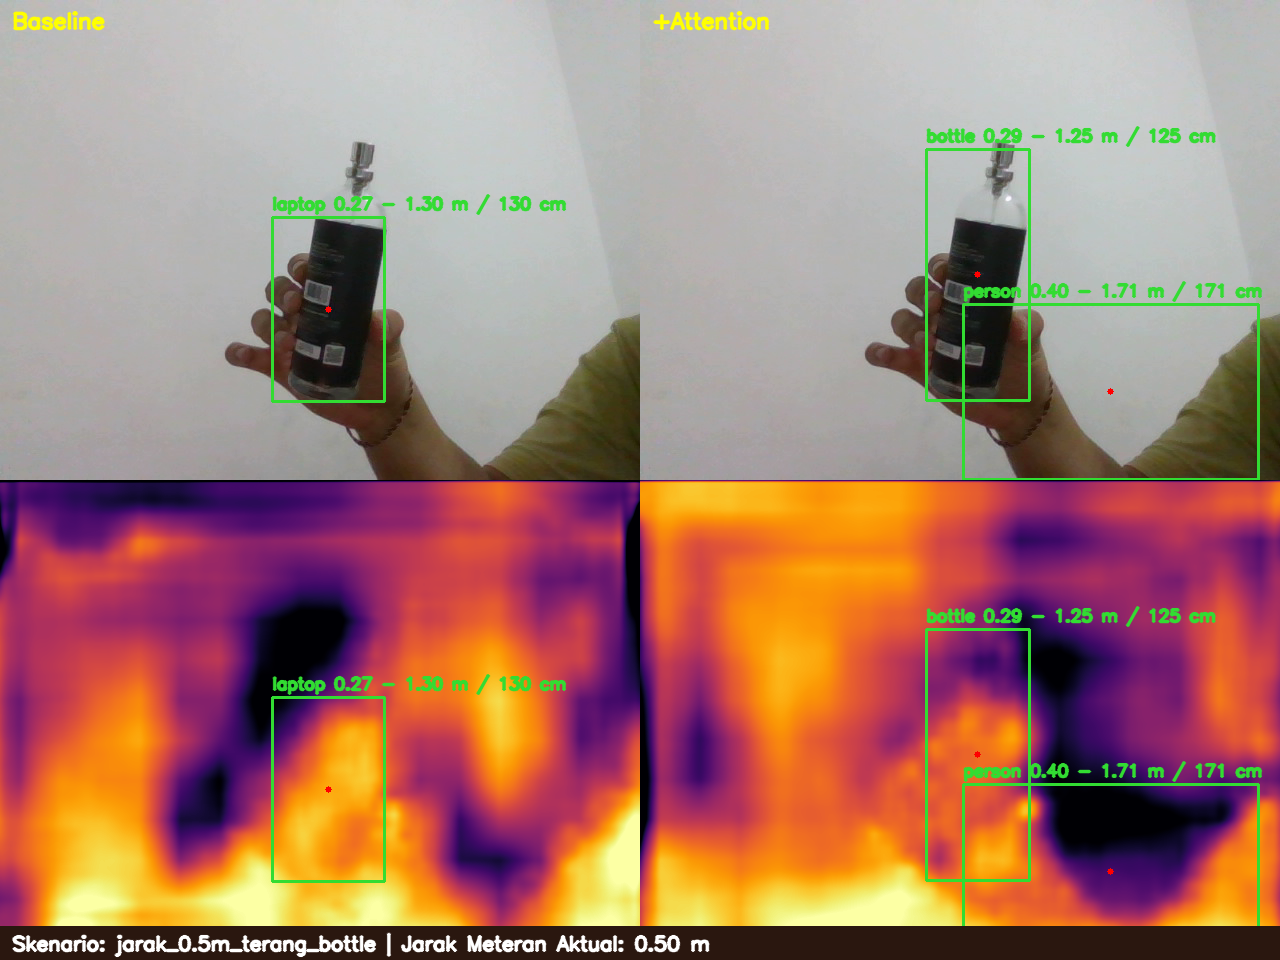 Baseline
+Attention
bottle 0.29 - 1.25 m / 125 cm
laptop 0.27 - 1.30 m / 130 cm
person 0.40 - 1.71 m / 171 cm
bottle 0.29 - 1.25 m / 125 cm
laptop 0.27 - 1.30 m / 130 cm
person 0.40 - 1.71 m / 171 cm
Skenario: jarak_0.5m_terang_bottle | Jarak Meteran Aktual: 0.50 m